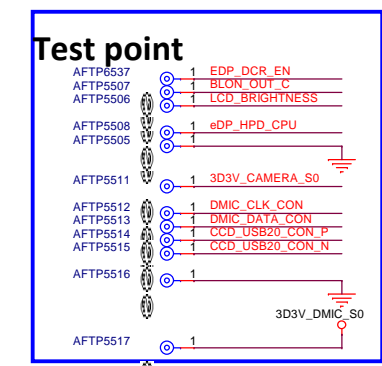 Test point
AFTP6537 1 EDP_DCR_EN
AFTP5507 1 BLON_OUT_C
AFTP5506 1 LCD_BRIGHTNESS
AFTP5508 1 eDP_HPD_CPU
AFTP5505 1
AFTP5511 1 3D3V_CAMERA_S0
AFTP5512 1 DMIC_CLK_CON
AFTP5513 1 DMIC_DATA_CON
AFTP5514 1 CCD_USB20_CON_P
AFTP5515 1 CCD_USB20_CON_N
AFTP5516 1
3D3V_DMIC_S0
AFTP5517 1